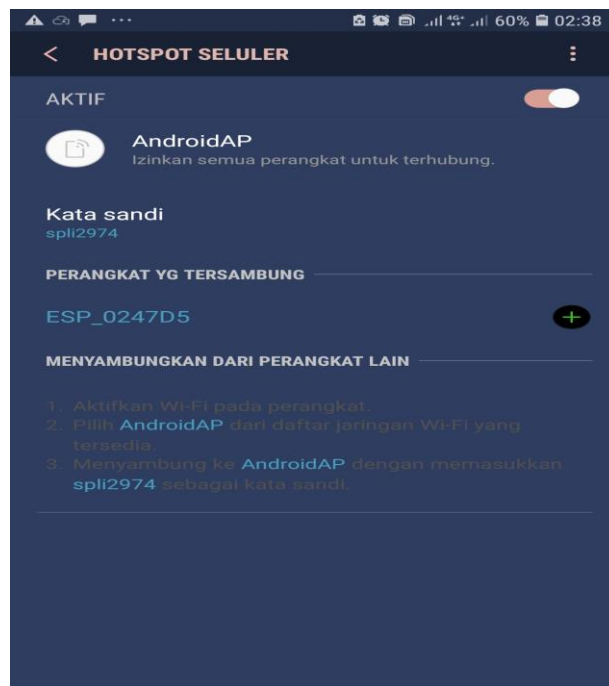 60% 02:38
HOTSPOT SELULER
AKTIF
AndroidAP
Izinkan semua perangkat untuk terhubung.
Kata sandi
spli2974
PERANGKAT YG TERSAMBUNG
ESP_0247D5
MENYAMBUNGKAN DARI PERANGKAT LAIN
1. Aktifkan Wi-Fi pada perangkat.
2. Pilih AndroidAP dari daftar jaringan Wi-Fi yang
tersedia.
3. Menyambung ke AndroidAP dengan memasukkan
spli2974 sebagai kata sandi.